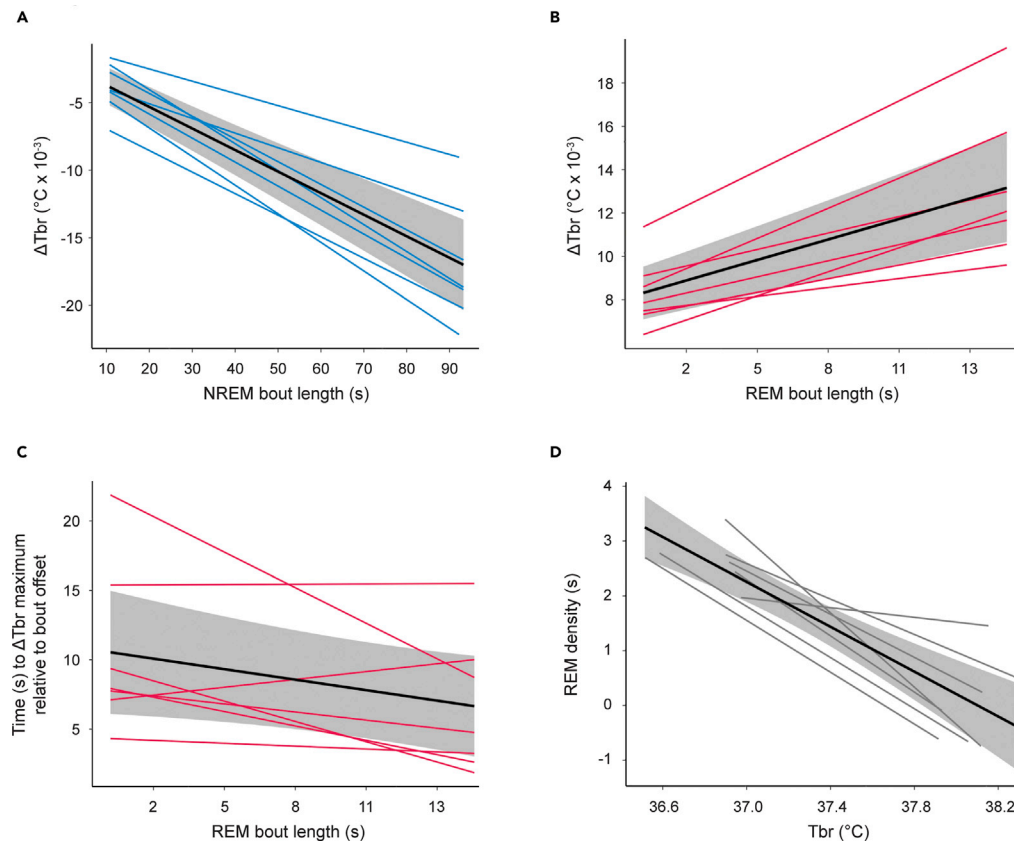 A
ΔTbr (°C x 10⁻³)
-5
-10
-15
-20
10 20 30 40 50 60 70 80 90
NREM bout length (s)
B
ΔTbr (°C x 10⁻³)
18
16
14
12
10
8
2 5 8 11 13
REM bout length (s)
C
Time (s) to ΔTbr maximum
relative to bout offset
20
15
10
5
2 5 8 11 13
REM bout length (s)
D
REM density (s)
4
3
2
1
0
-1
36.6 37.0 37.4 37.8 38.2
Tbr (°C)